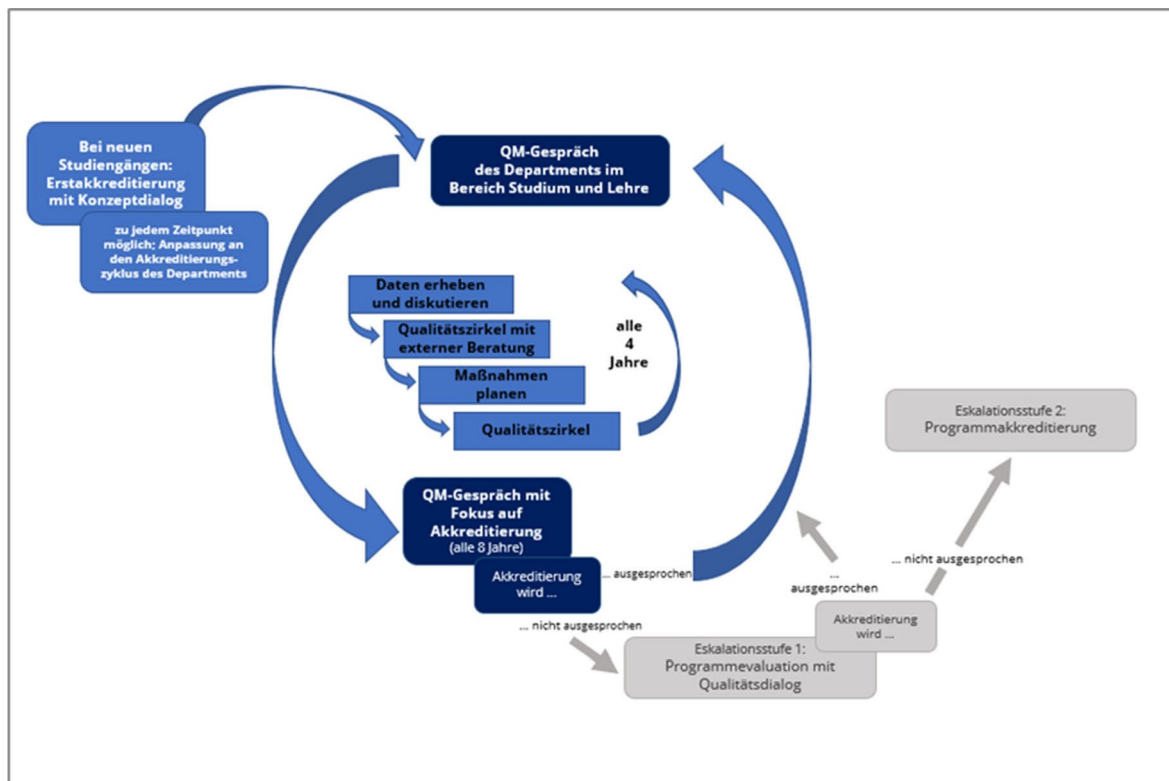 Bei neuen
Studiengängen:
Erstakkreditierung
mit Konzeptdialog
zu jedem Zeitpunkt
möglich; Anpassung an
den Akkreditierungs-
zyklus des Departments
QM-Gespräch
des Departments im
Bereich Studium und Lehre
Daten erheben
und diskutieren
Qualitätszirkel mit
externer Beratung
Maßnahmen
planen
Qualitätszirkel
alle
4
Jahre
QM-Gespräch mit
Fokus auf
Akkreditierung
(alle 8 Jahre)
Akkreditierung
wird ...
... ausgesprochen
... nicht ausgesprochen
Eskalationsstufe 1:
Programmevaluation mit
Qualitätsdialog
Akkreditierung
wird ...
...
ausgesprochen
... nicht ausgesprochen
Eskalationsstufe 2:
Programmakkreditierung